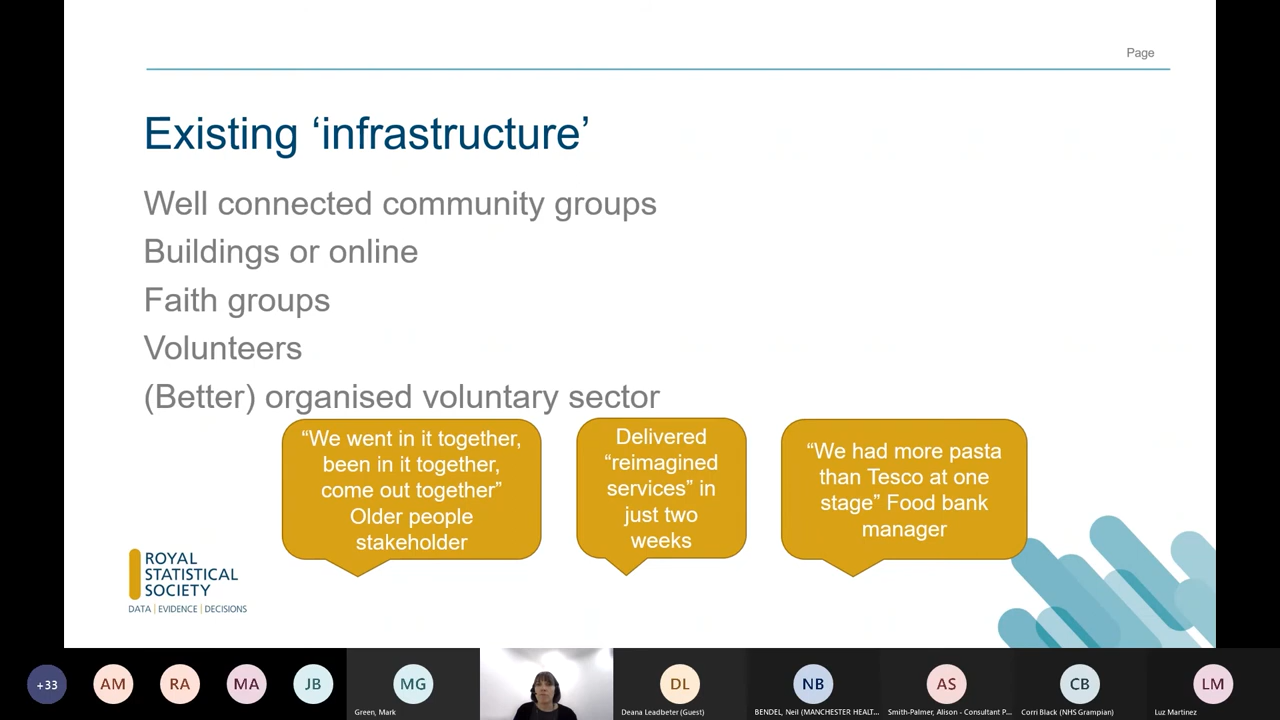 Page
Existing ‘infrastructure’
Well connected community groups
Buildings or online
Faith groups
Volunteers
(Better) organised voluntary sector
“We went in it together,
been in it together,
come out together”
Older people
stakeholder
Delivered
“reimagined
services” in
just two
weeks
“We had more pasta
than Tesco at one
stage” Food bank
manager
ROYAL
STATISTICAL
SOCIETY
DATA | EVIDENCE | DECISIONS
+33
AM
RA
MA
JB
MG
Green, Mark
DL
Deana Leadbeter (Guest)
NB
BENDEL, Neil (MANCHESTER HEALT...
AS
Smith-Palmer, Alison - Consultant P...
CB
Corri Black (NHS Grampian)
LM
Luz Martinez